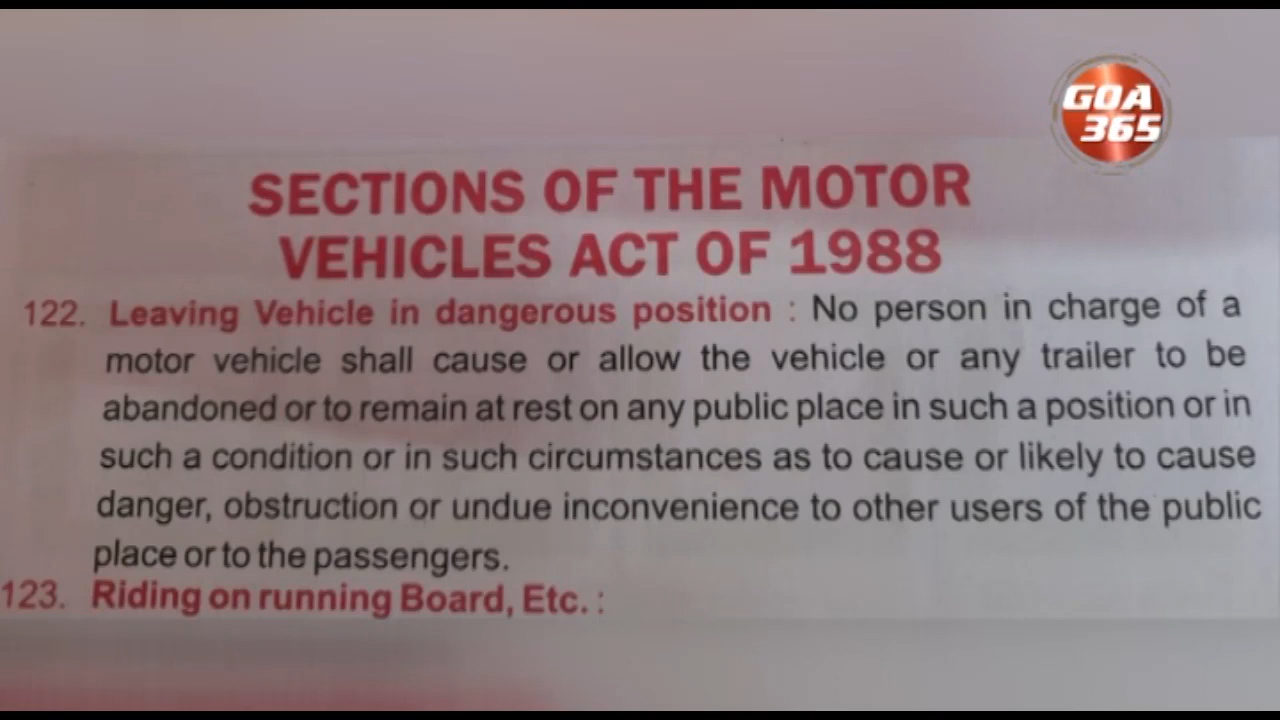 GOA
365
SECTIONS OF THE MOTOR
VEHICLES ACT OF 1988
122. Leaving Vehicle in dangerous position : No person in charge of a
motor vehicle shall cause or allow the vehicle or any trailer to be
abandoned or to remain at rest on any public place in such a position or in
such a condition or in such circumstances as to cause or likely to cause
danger, obstruction or undue inconvenience to other users of the public
place or to the passengers.
123. Riding on running Board, Etc. :